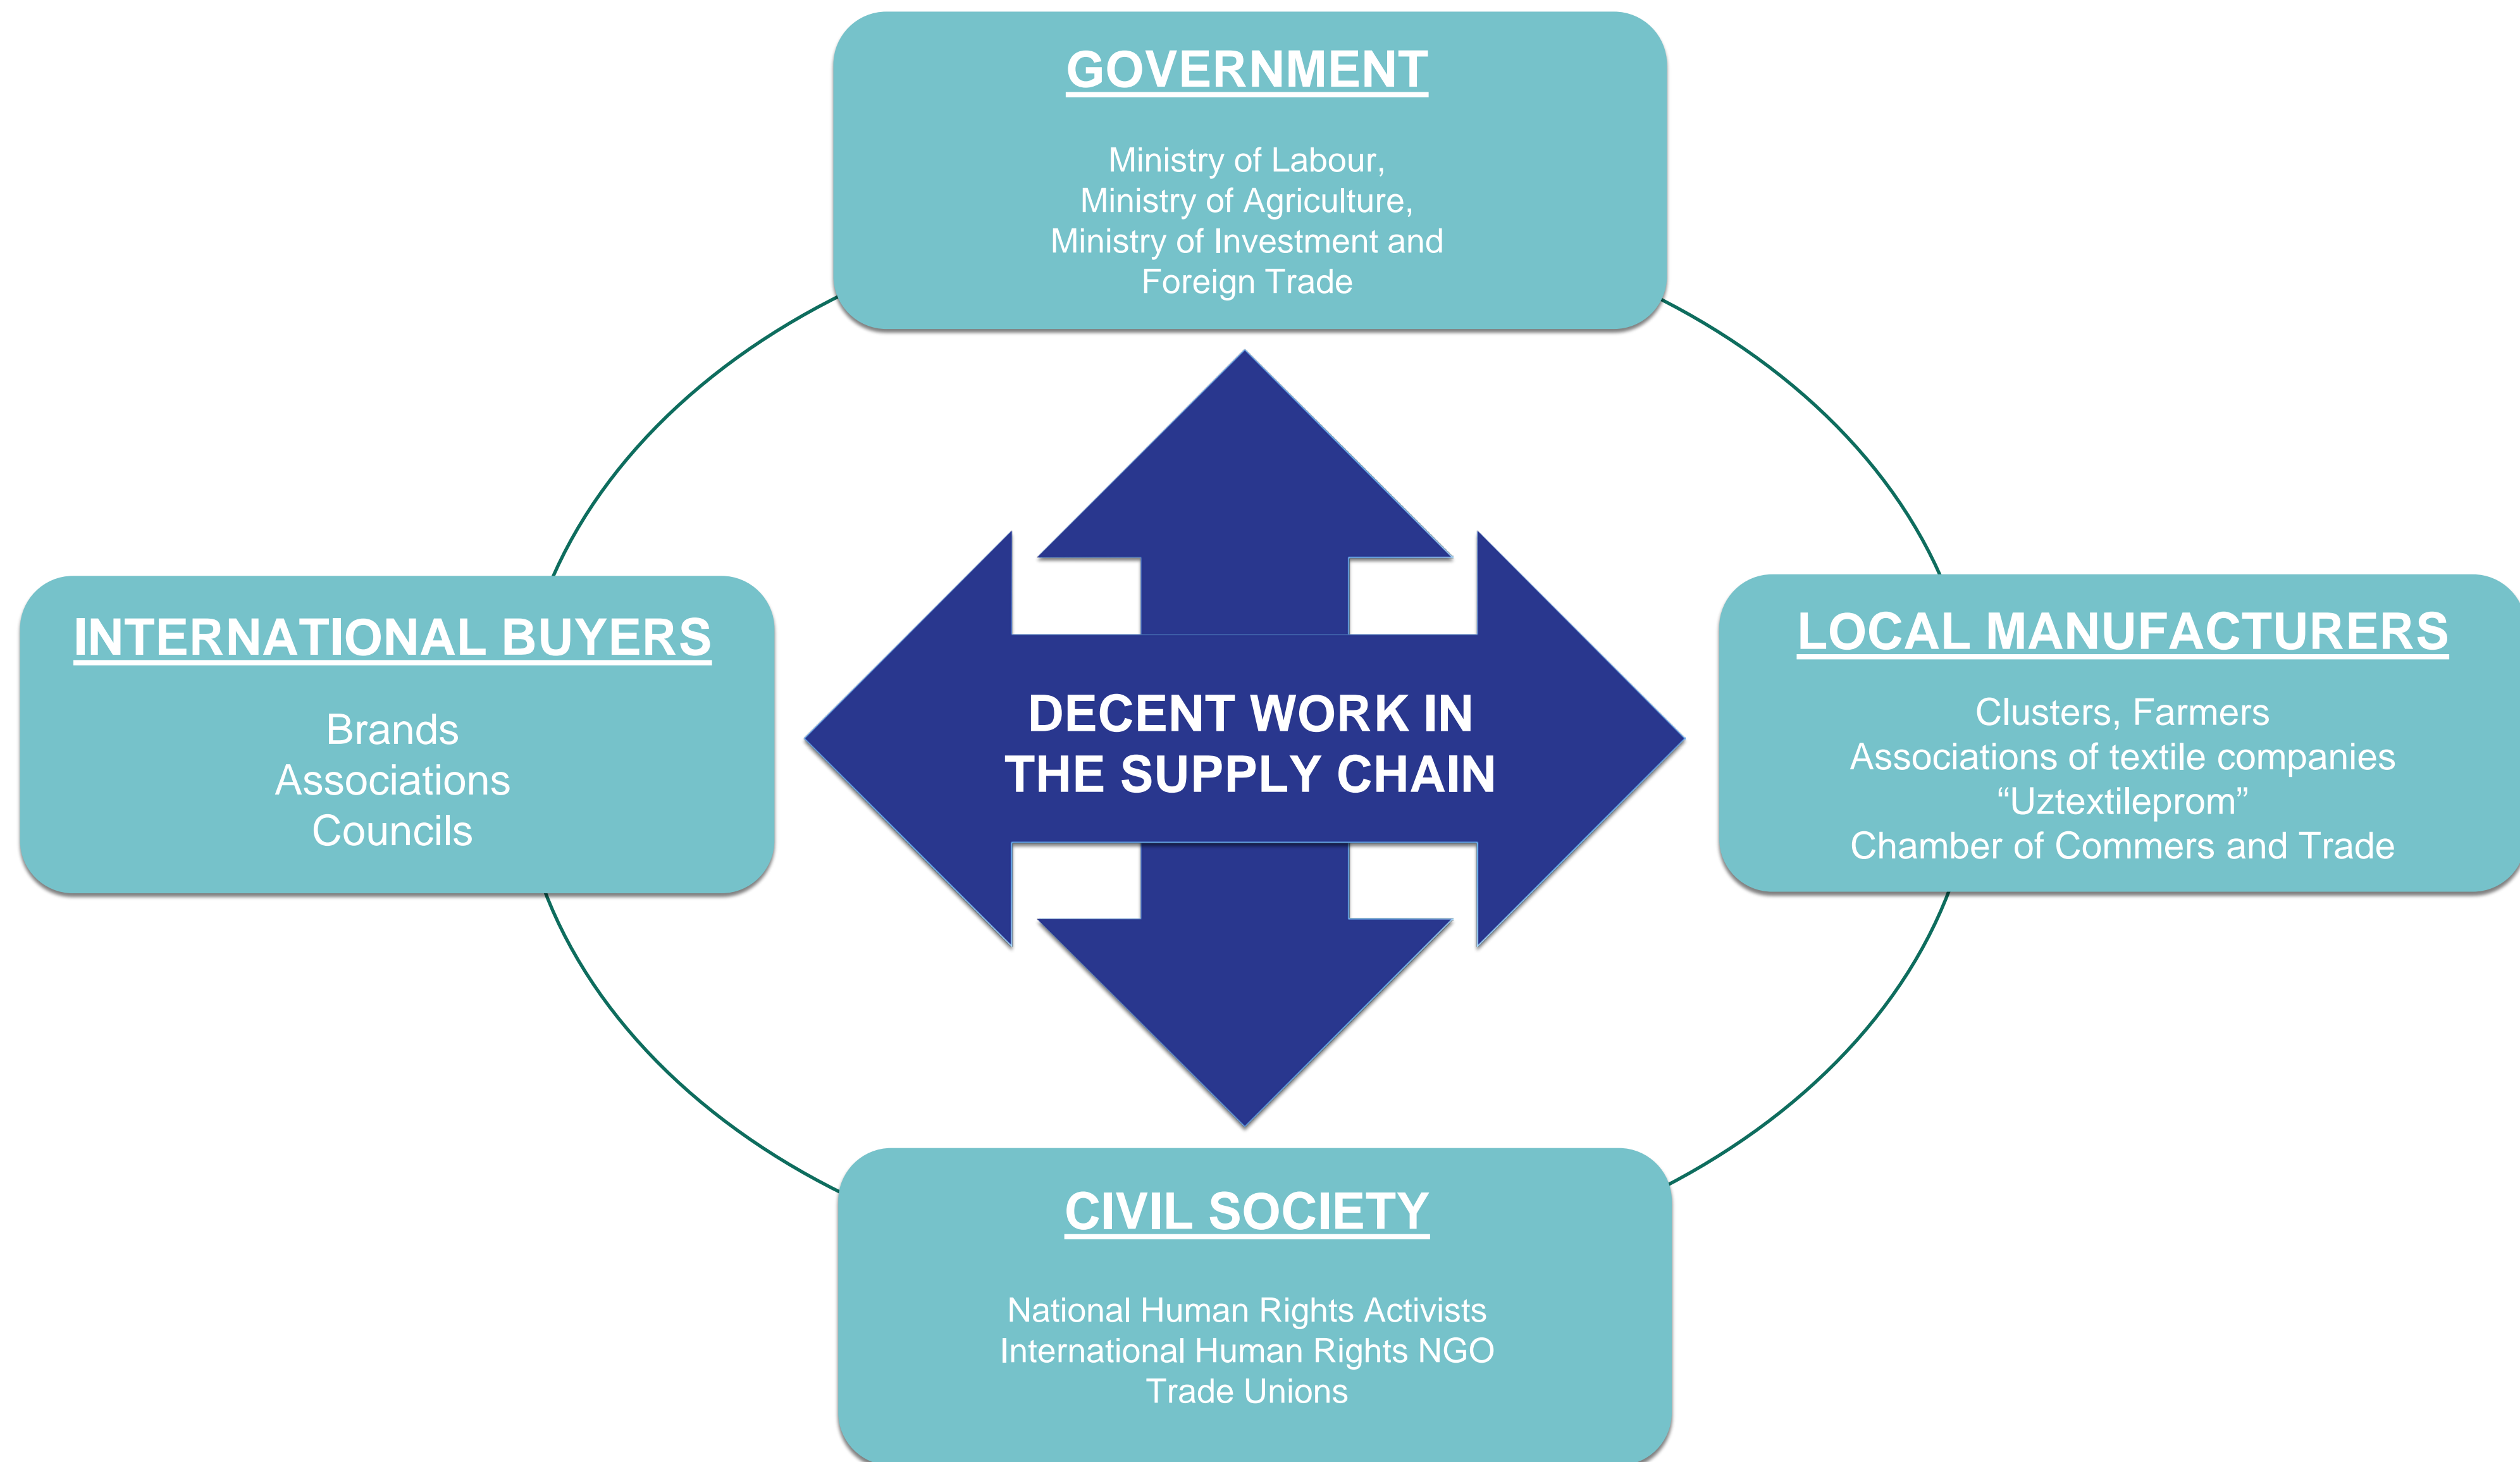 GOVERNMENT
Ministry of Labour,
Ministry of Agriculture,
Ministry of Investment and
Foreign Trade
INTERNATIONAL BUYERS
Brands
Associations
Councils
DECENT WORK IN
THE SUPPLY CHAIN
LOCAL MANUFACTURERS
Clusters, Farmers
Associations of textile companies
“Uztextileprom”
Chamber of Commers and Trade
CIVIL SOCIETY
National Human Rights Activists
International Human Rights NGO
Trade Unions